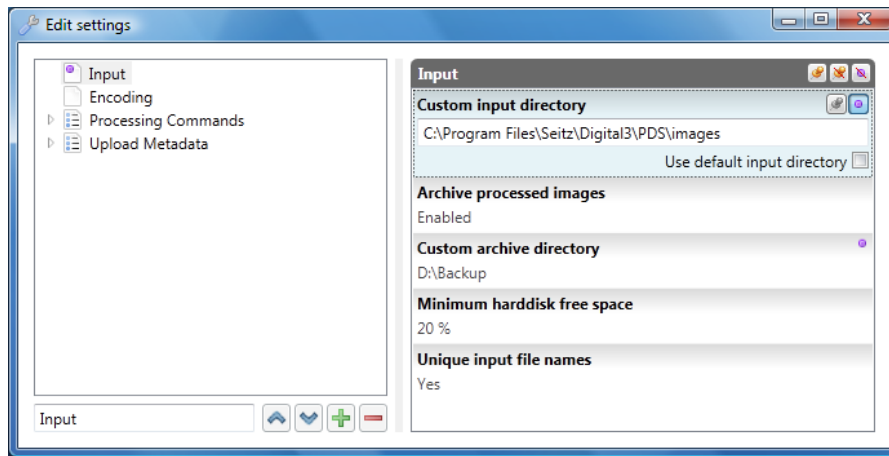 Edit settings
Input
Encoding
Processing Commands
Upload Metadata
Input
Input
Custom input directory
C:\Program Files\Seitz\Digital3\PDS\images
Use default input directory
Archive processed images
Enabled
Custom archive directory
D:\Backup
Minimum harddisk free space
20 %
Unique input file names
Yes